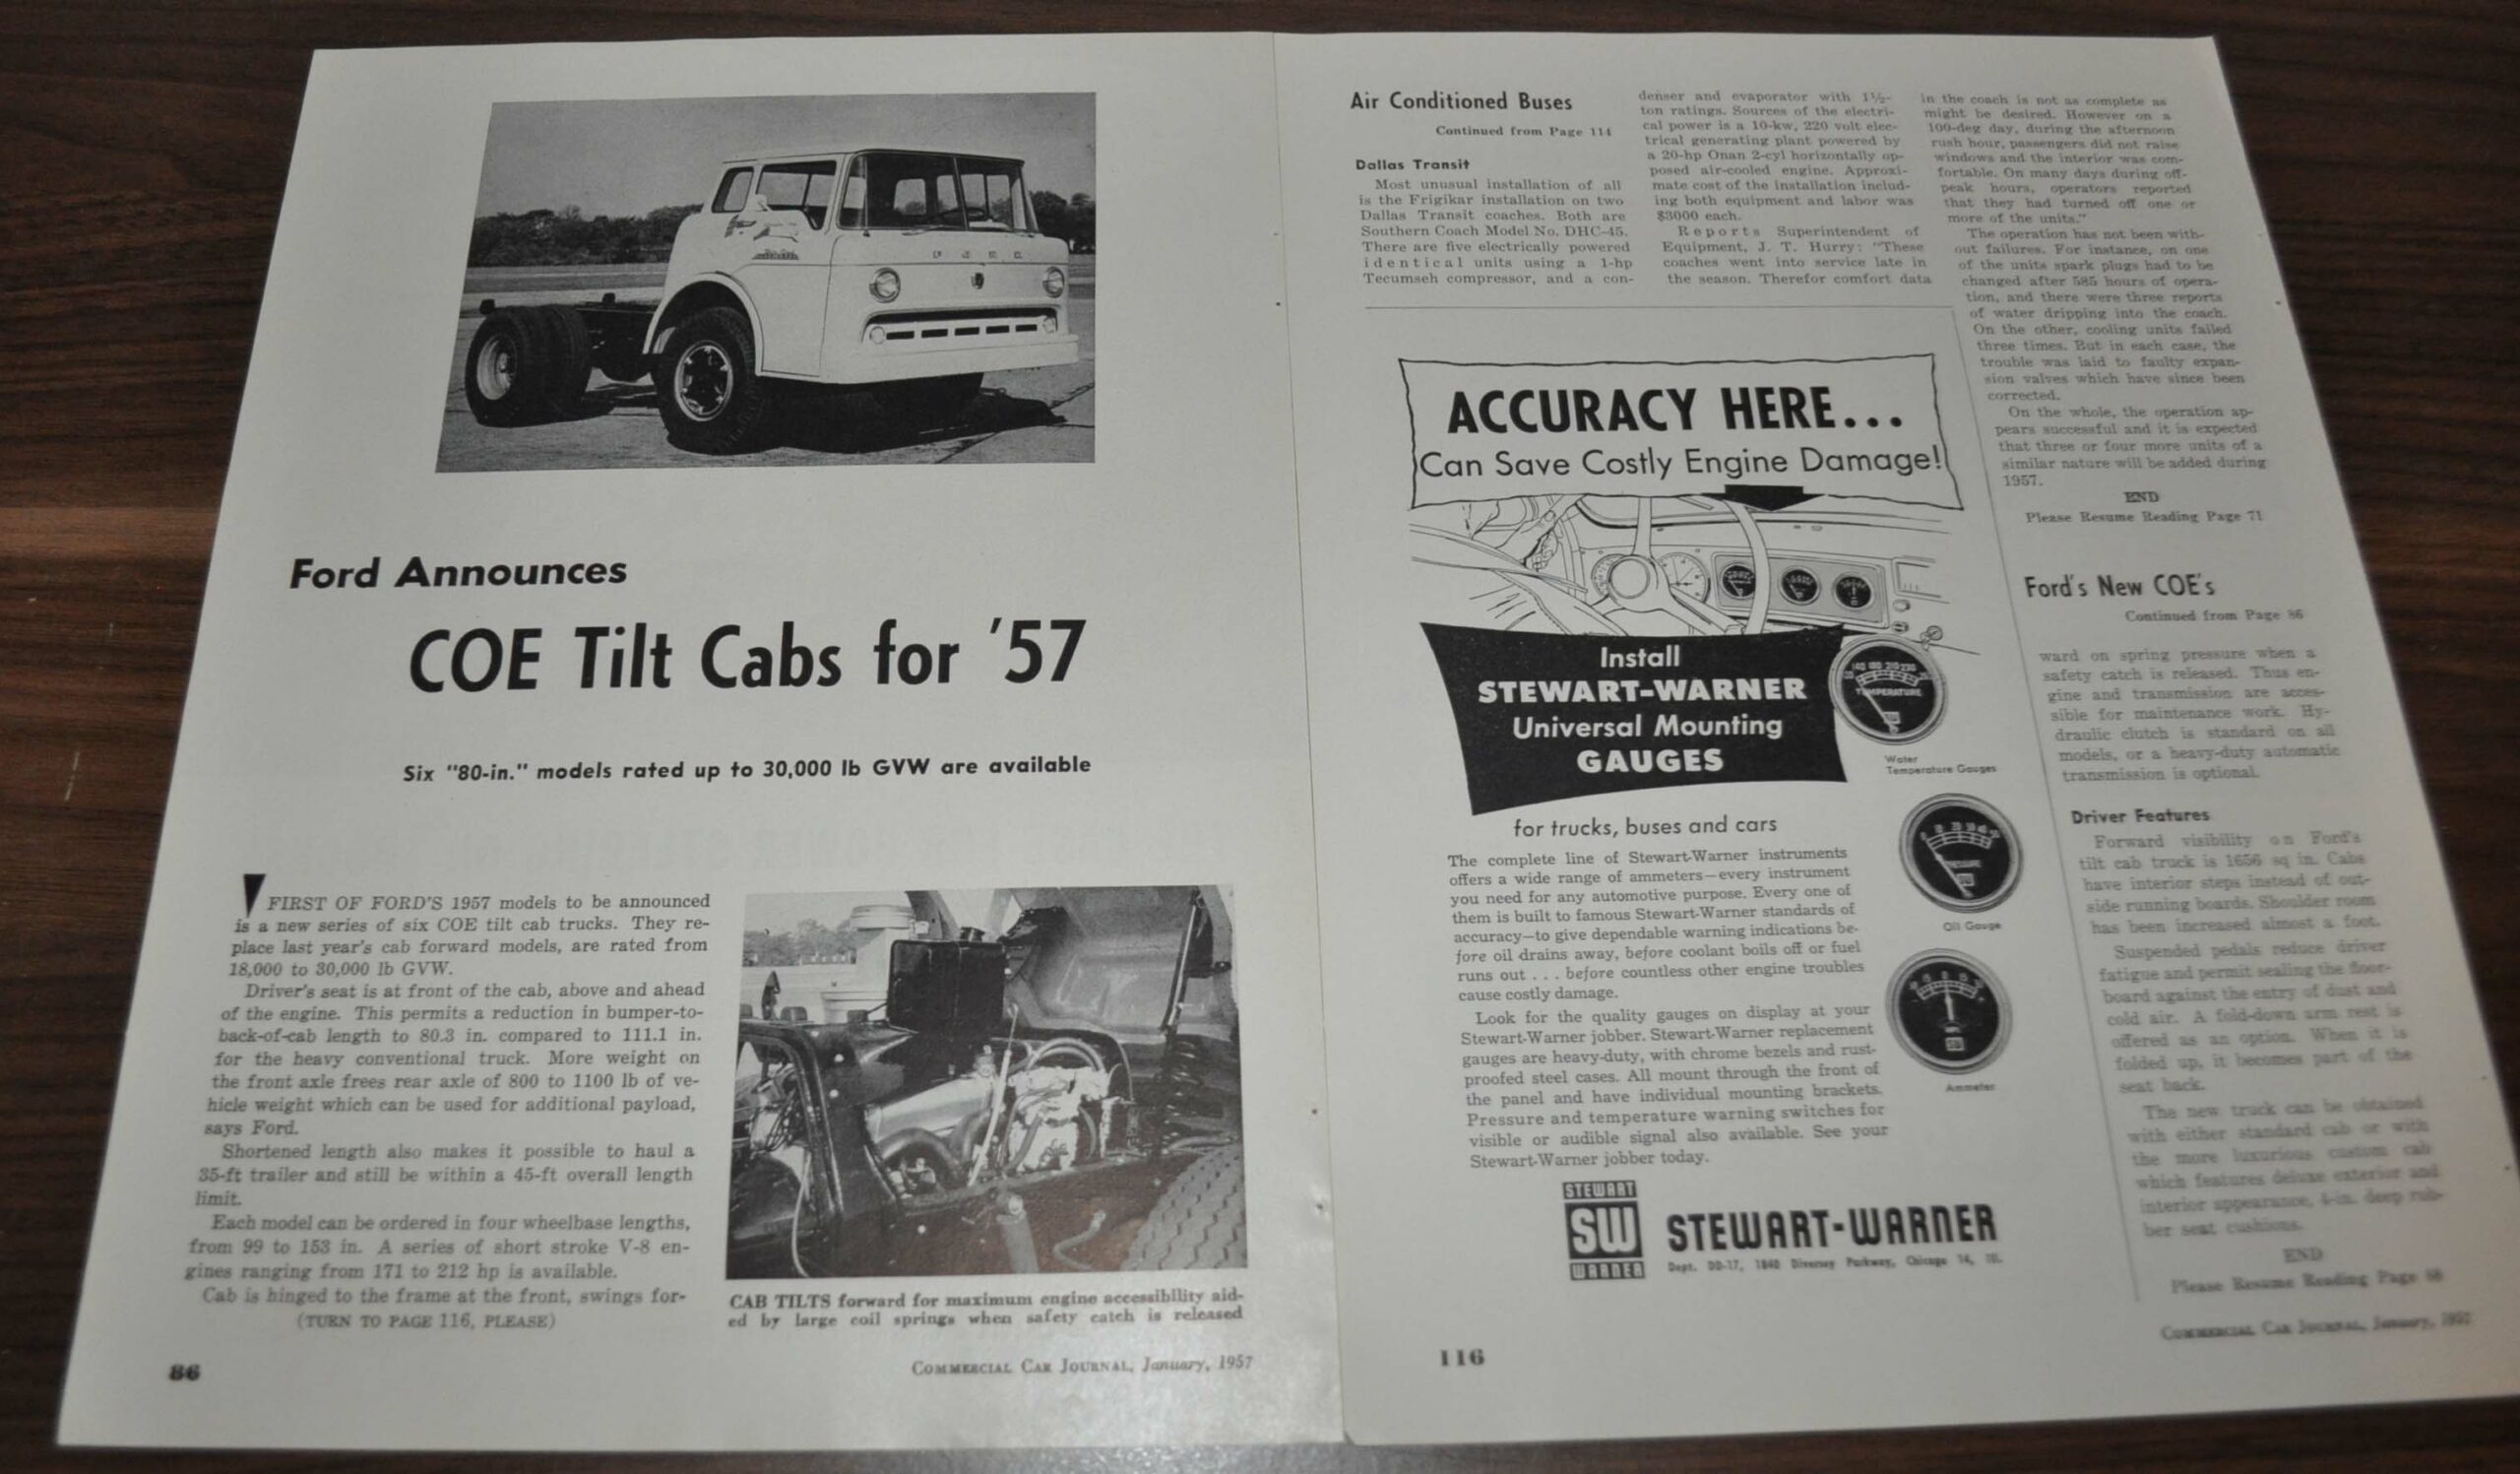 FORD
Ford Announces
COE Tilt Cabs for '57
Six "80-in." models rated up to 30,000 lb GVW are available
FIRST OF FORD'S 1957 models to be announced
is a new series of six COE tilt cab trucks. They re-
place last year's cab forward models, are rated from
18,000 to 30,000 lb GVW.
Driver's seat is at front of the cab, above and ahead
of the engine. This permits a reduction in bumper-to-
back-of-cab length to 80.3 in. compared to 111.1 in.
for the heavy conventional truck. More weight on
the front axle frees rear axle of 800 to 1100 lb of ve-
hicle weight which can be used for additional payload,
says Ford.
Shortened length also makes it possible to haul a
35-ft trailer and still be within a 45-ft overall length
limit.
Each model can be ordered in four wheelbase lengths,
from 99 to 153 in. A series of short stroke V-8 en-
gines ranging from 171 to 212 hp is available.
Cab is hinged to the frame at the front, swings for-
(TURN TO PAGE 116, PLEASE)
CAB TILTS forward for maximum engine accessibility aid-
ed by large coil springs when safety catch is released
86
COMMERCIAL CAR JOURNAL, January, 1957
Air Conditioned Buses
Continued from Page 114
Dallas Transit
Most unusual installation of all
is the Frigikar installation on two
Dallas Transit coaches. Both are
Southern Coach Model No. DHC-45.
There are five electrically powered
identical units using a 1-hp
Tecumseh compressor, and a con-
denser and evaporator with 1½-
ton ratings. Sources of the electri-
cal power is a 10-kw, 220 volt elec-
trical generating plant powered by
a 20-hp Onan 2-cyl horizontally op-
posed air-cooled engine. Approxi-
mate cost of the installation includ-
ing both equipment and labor was
$3000 each.
Reports Superintendent of
Equipment, J. T. Hurry: "These
coaches went into service late in
the season. Therefor comfort data
in the coach is not as complete as
might be desired. However on a
100-deg day, during the afternoon
rush hour, passengers did not raise
windows and the interior was com-
fortable. On many days during off-
peak hours, operators reported
that they had turned off one or
more of the units."
The operation has not been with-
out failures. For instance, on one
of the units spark plugs had to be
changed after 585 hours of opera-
tion, and there were three reports
of water dripping into the coach.
On the other, cooling units failed
three times. But in each case, the
trouble was laid to faulty expan-
sion valves which have since been
corrected.
On the whole, the operation ap-
pears successful and it is expected
that three or four more units of a
similar nature will be added during
1957.
END
Please Resume Reading Page 71
ACCURACY HERE...
Can Save Costly Engine Damage!
Install
STEWART-WARNER
Universal Mounting
GAUGES
TEMPERATURE
Water
Temperature Gauges
Oil Gauge
Ammeter
for trucks, buses and cars
The complete line of Stewart-Warner instruments
offers a wide range of ammeters—every instrument
you need for any automotive purpose. Every one of
them is built to famous Stewart-Warner standards of
accuracy—to give dependable warning indications be-
fore oil drains away, before coolant boils off or fuel
runs out . . . before countless other engine troubles
cause costly damage.
Look for the quality gauges on display at your
Stewart-Warner jobber. Stewart-Warner replacement
gauges are heavy-duty, with chrome bezels and rust-
proofed steel cases. All mount through the front of
the panel and have individual mounting brackets.
Pressure and temperature warning switches for
visible or audible signal also available. See your
Stewart-Warner jobber today.
STEWART
SW
WARNER
STEWART-WARNER
Dept. DD-17, 1840 Diversey Parkway, Chicago 14, Ill.
Ford's New COE's
Continued from Page 86
ward on spring pressure when a
safety catch is released. Thus en-
gine and transmission are acces-
sible for maintenance work. Hy-
draulic clutch is standard on all
models, or a heavy-duty automatic
transmission is optional.
Driver Features
Forward visibility on Ford's
tilt cab truck is 1656 sq in. Cabs
have interior steps instead of out-
side running boards. Shoulder room
has been increased almost a foot.
Suspended pedals reduce driver
fatigue and permit sealing the floor-
board against the entry of dust and
cold air. A fold-down arm rest is
offered as an option. When it is
folded up, it becomes part of the
seat back.
The new truck can be obtained
with either standard cab or with
the more luxurious custom cab
which features deluxe exterior and
interior appearance, 4-in. deep rub-
ber seat cushions.
END
Please Resume Reading Page
116
COMMERCIAL CAR JOURNAL, January, 1957